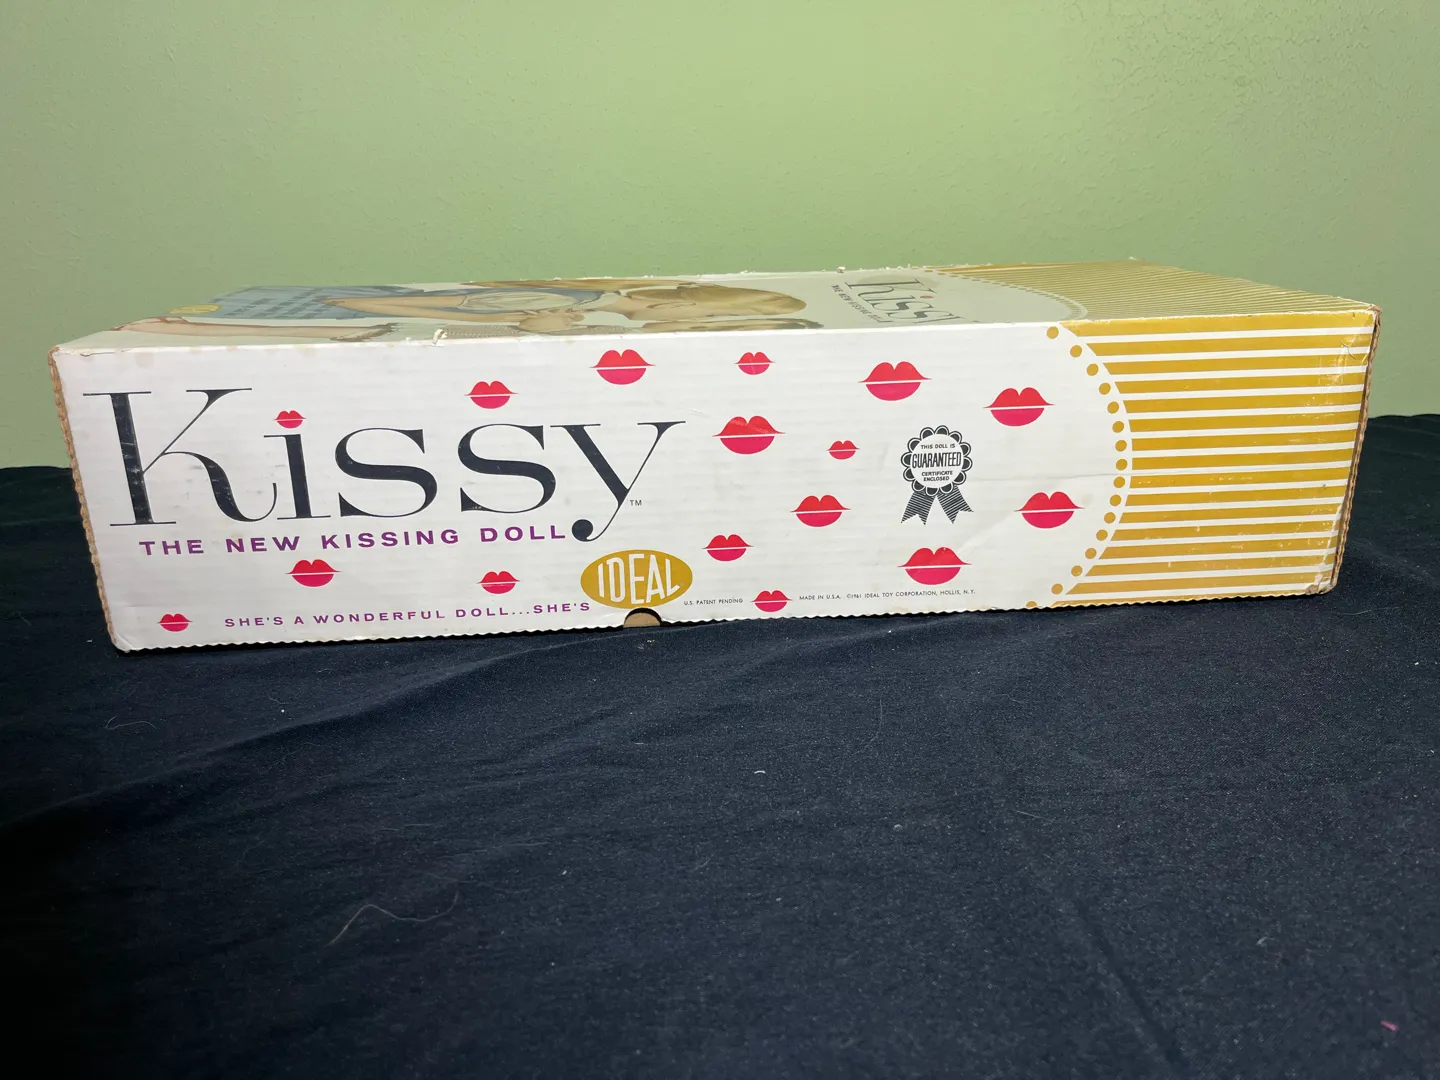 Kissy
Kissy™
THE NEW KISSING DOLL
SHE'S A WONDERFUL DOLL...SHE'S
IDEAL
U.S. PATENT PENDING
MADE IN U.S.A. ©1961 IDEAL TOY CORPORATION, HOLLIS, N.Y.
THIS DOLL IS
GUARANTEED
CERTIFICATE
ENCLOSED